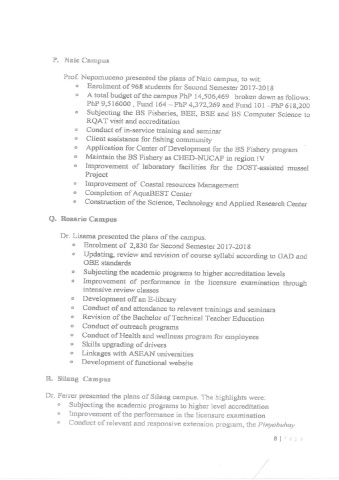 P. Naic Campus
Prof. Nepomuceno presented the plans of Naic campus, to wit:
Enrolment of 968 students for Second Semester 2017-2018
A total budget of the campus PhP 14,506,469 broken down as follows:
PhP 9,516000 , Fund 164 – PhP 4,372,269 and Fund 101 –PhP 618,200
Subjecting the BS Fisheries, BEE, BSE and BS Computer Science to
RQAT visit and accreditation
Conduct of in-service training and seminar
Client assistance for fishing community
Application for Center of Development for the BS Fishery program
Maintain the BS Fishery as CHED-NUCAF in region IV
Improvement of laboratory facilities for the DOST-assisted mussel
Project
Improvement of Coastal resources Management
Completion of AquaBEST Center
Construction of the Science, Technology and Applied Research Center
Q. Rosario Campus
Dr. Lisama presented the plans of the campus.
Enrolment of 2,830 for Second Semester 2017-2018
Updating, review and revision of course syllabi according to GAD and
OBE standards
Subjecting the academic programs to higher accreditation levels
Improvement of performance in the licensure examination through
intensive review classes
Development off an E-library
Conduct of and attendance to relevant trainings and seminars
Revision of the Bachelor of Technical Teacher Education
Conduct of outreach programs
Conduct of Health and wellness program for employees
Skills upgrading of drivers
Linkages with ASEAN universities
Development of functional website
R. Silang Campus
Dr. Ferrer presented the plans of Silang campus. The highlights were:
Subjecting the academic programs to higher level accreditation
Improvement of the performance in the licensure examination
Conduct of relevant and responsive extension program, the
8 | Page